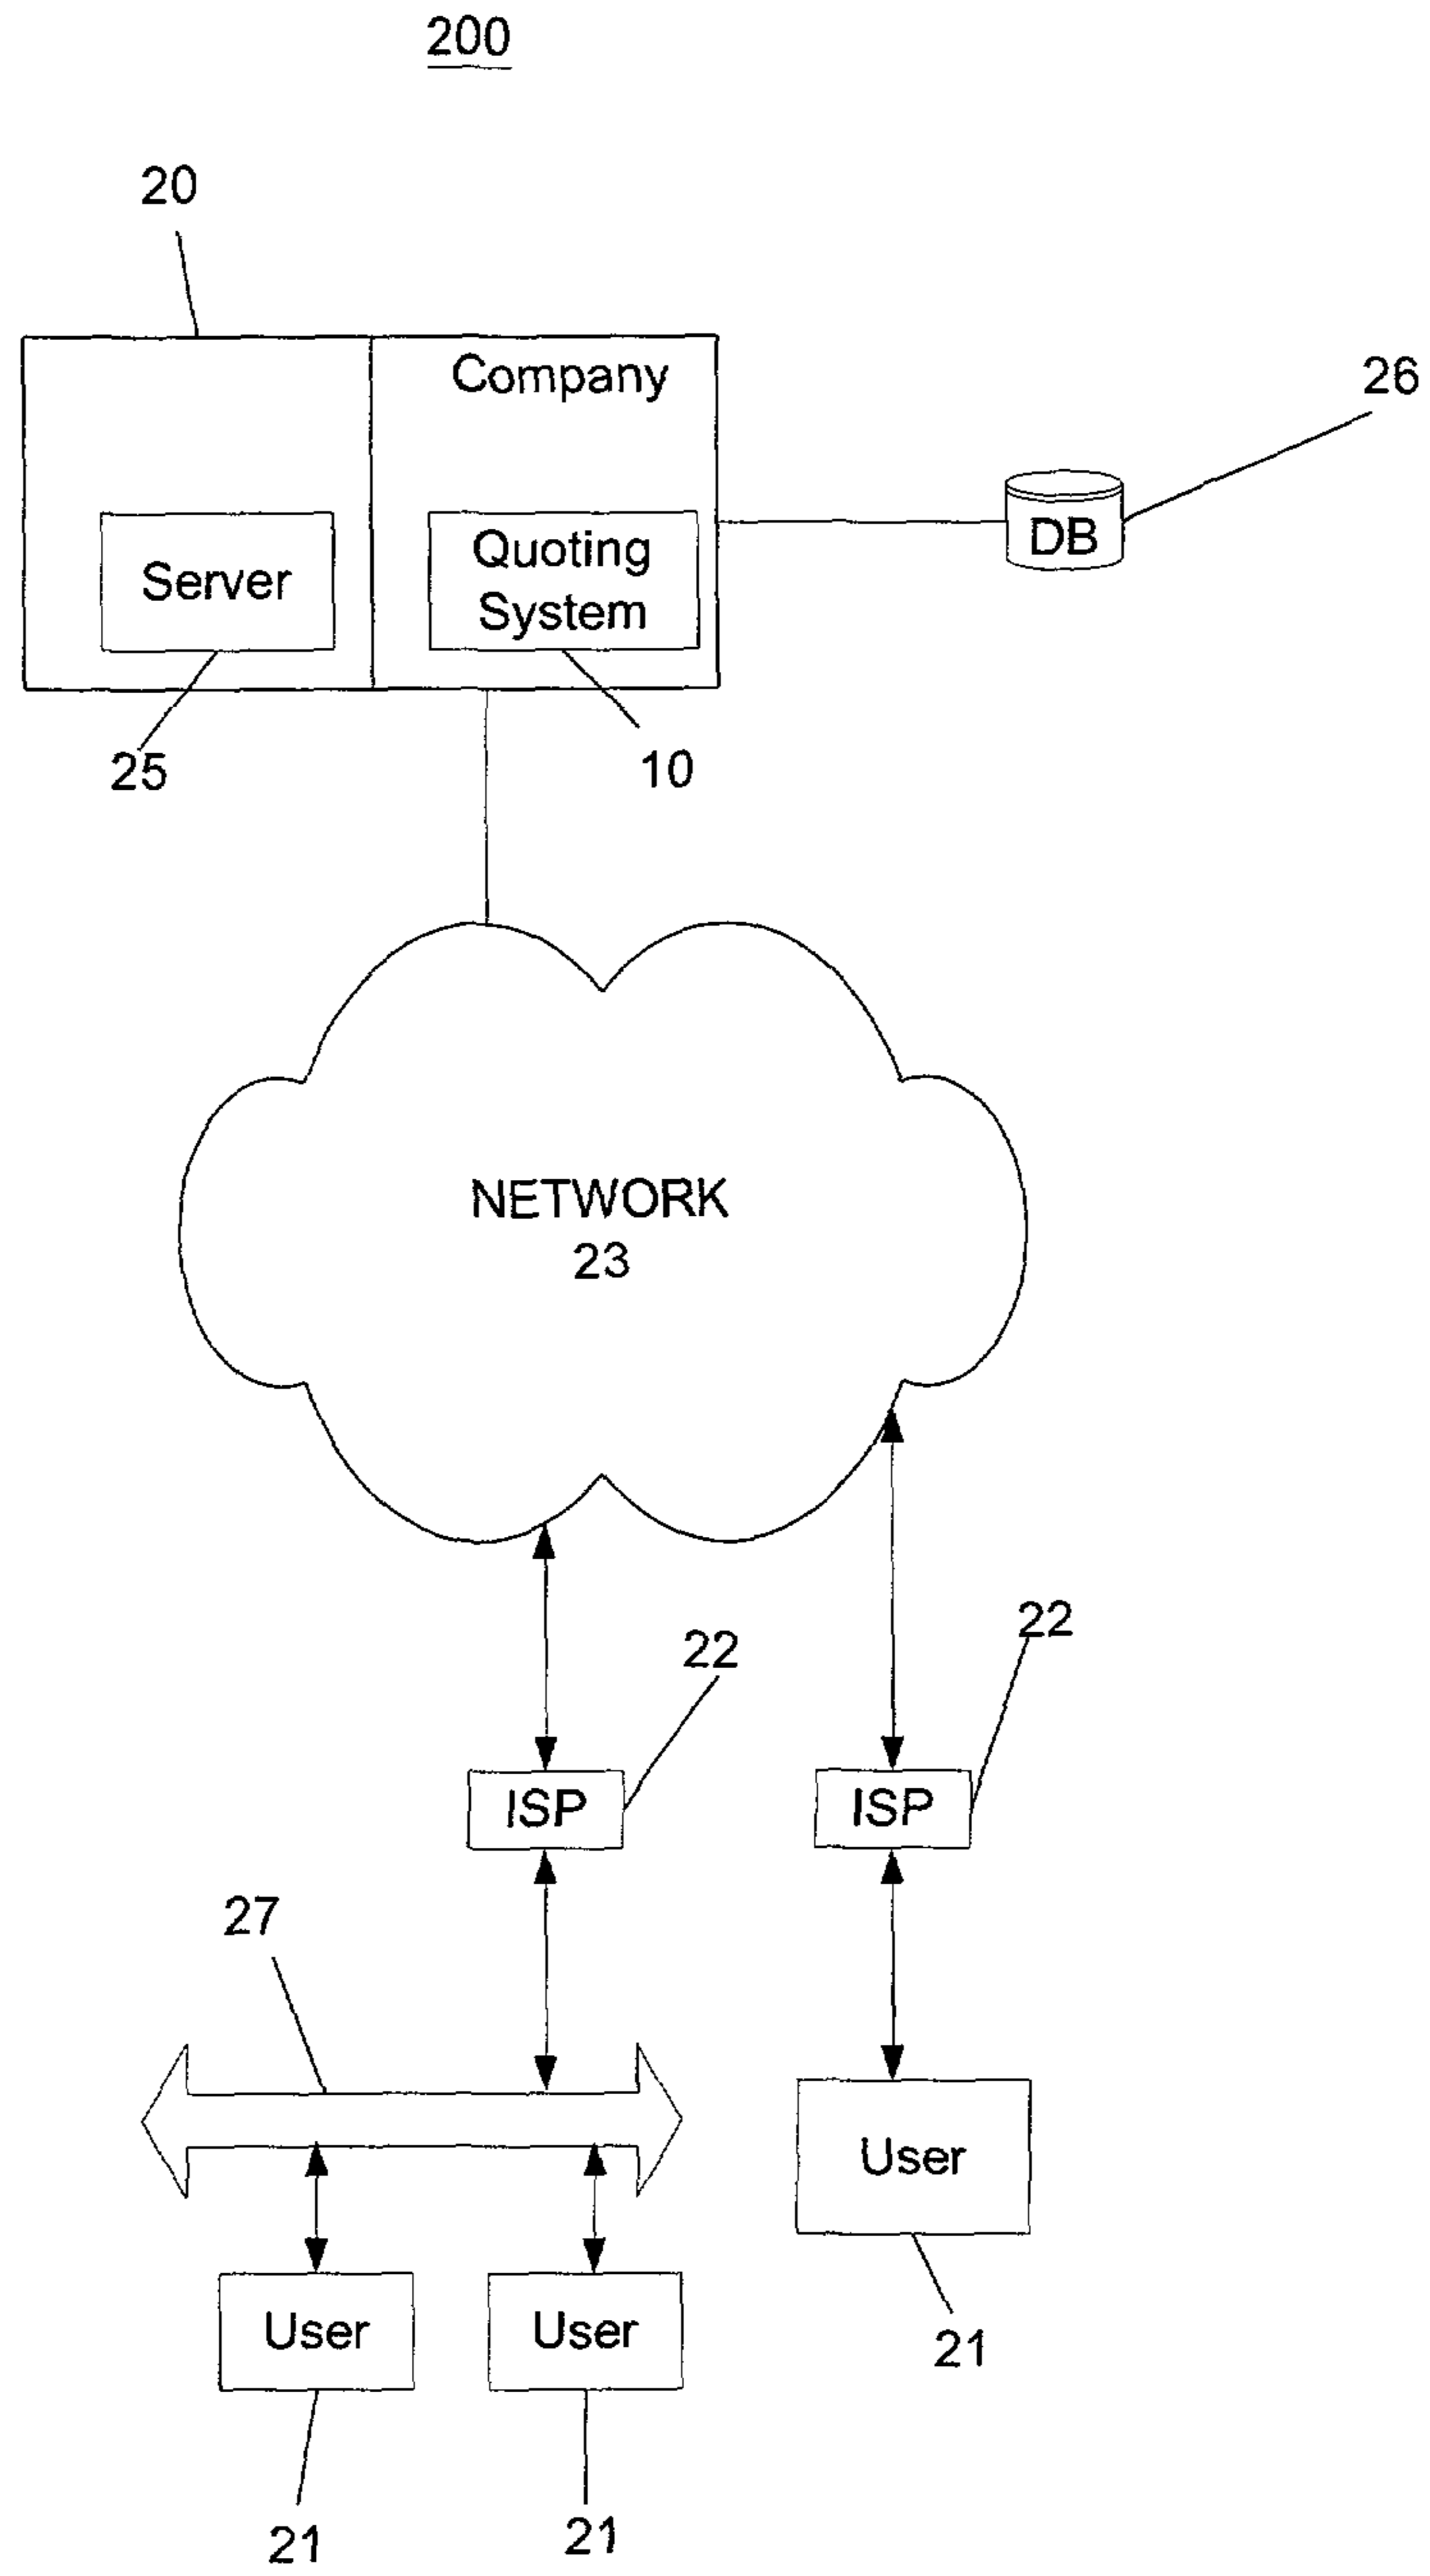 200
20
Company
26
DB
Quoting
System
Server
25
10
NETWORK
23
22
22
ISP
ISP
27
User
21
User
User
21
21